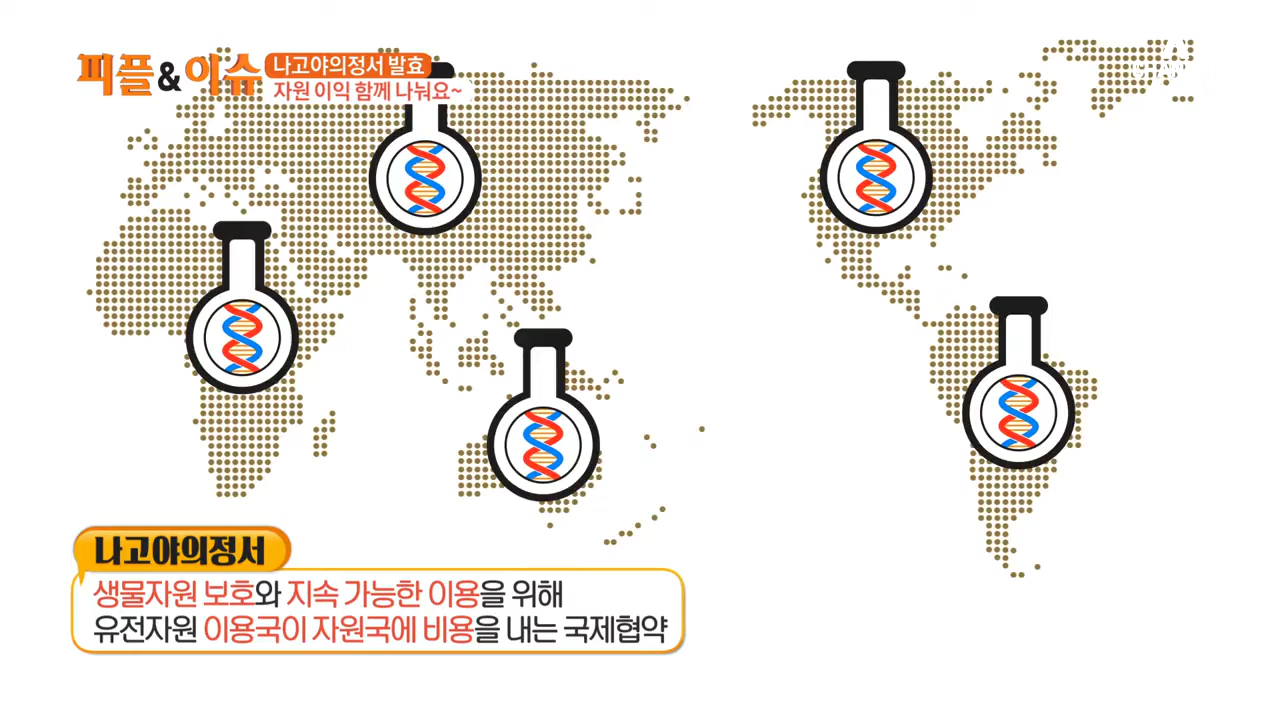 피플&이슈
나고야의정서 발효
자원 이익 함께 나눠요~
나고야의정서
생물자원 보호와 지속 가능한 이용을 위해
유전자원 이용국이 자원국에 비용을 내는 국제협약